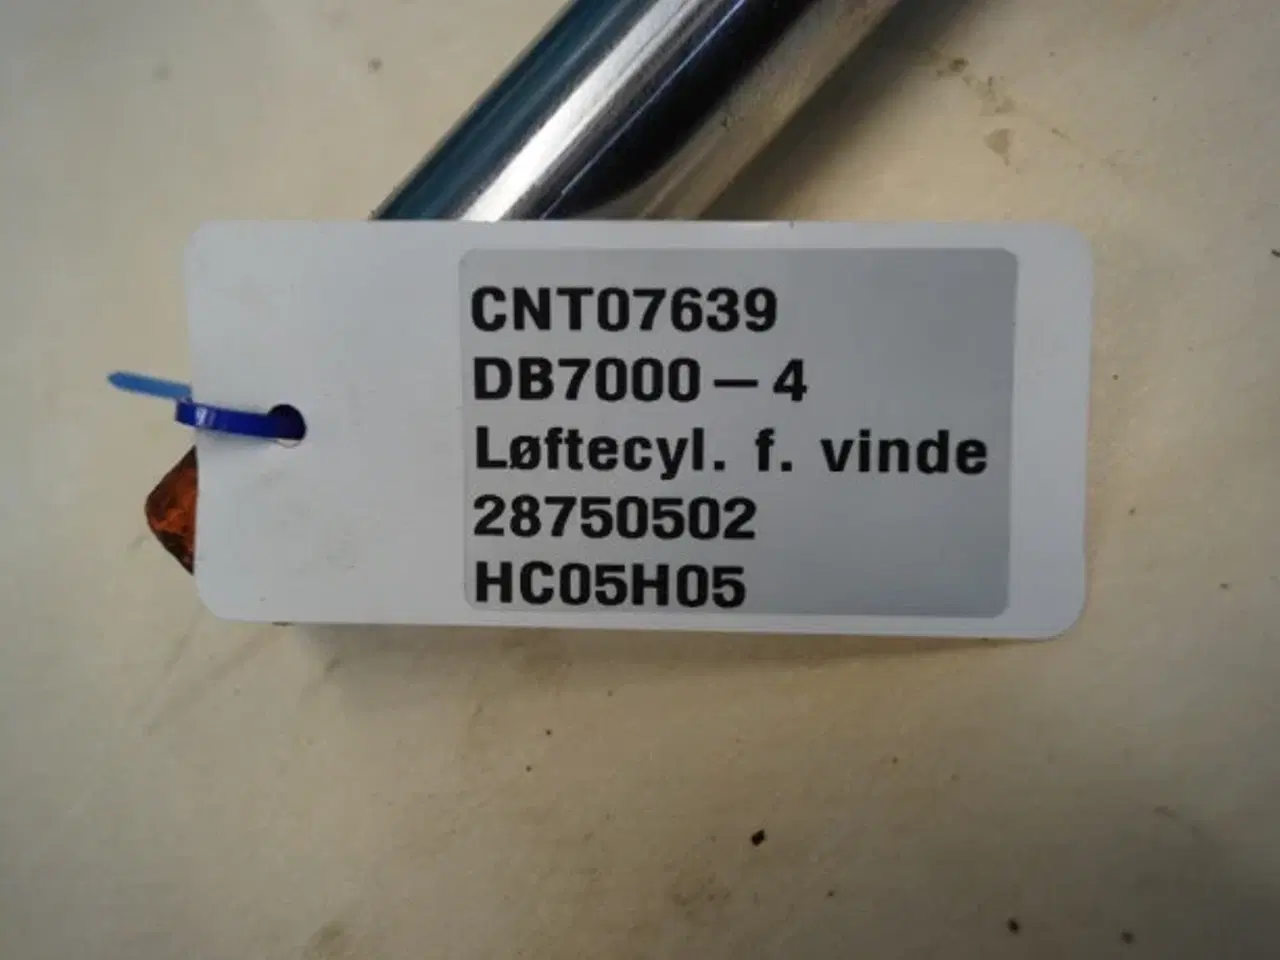 CNT07639
DB7000-4
Løftecyl. f. vinde
28750502
HC05H05